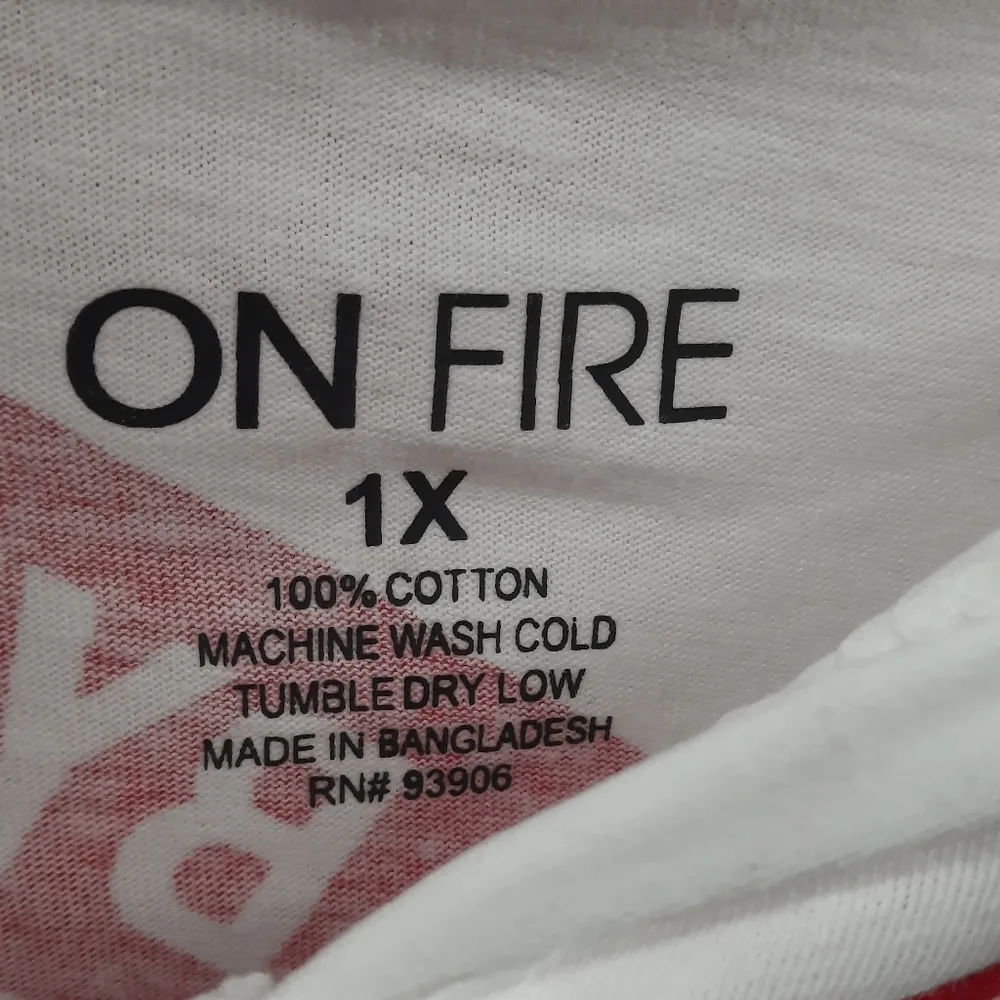 ON FIRE
1X
100% COTTON
MACHINE WASH COLD
TUMBLE DRY LOW
MADE IN BANGLADESH
RN# 93906